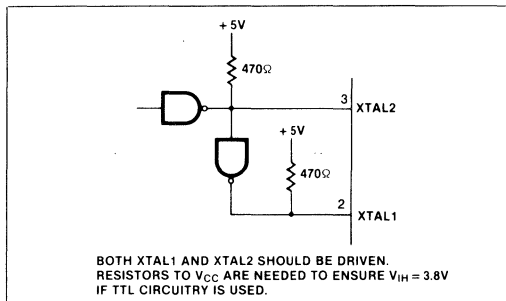 + 5V
470Ω
3
XTAL2
+ 5V
470Ω
2
XTAL1
BOTH XTAL1 AND XTAL2 SHOULD BE DRIVEN.
RESISTORS TO VCC ARE NEEDED TO ENSURE VIH = 3.8V
IF TTL CIRCUITRY IS USED.